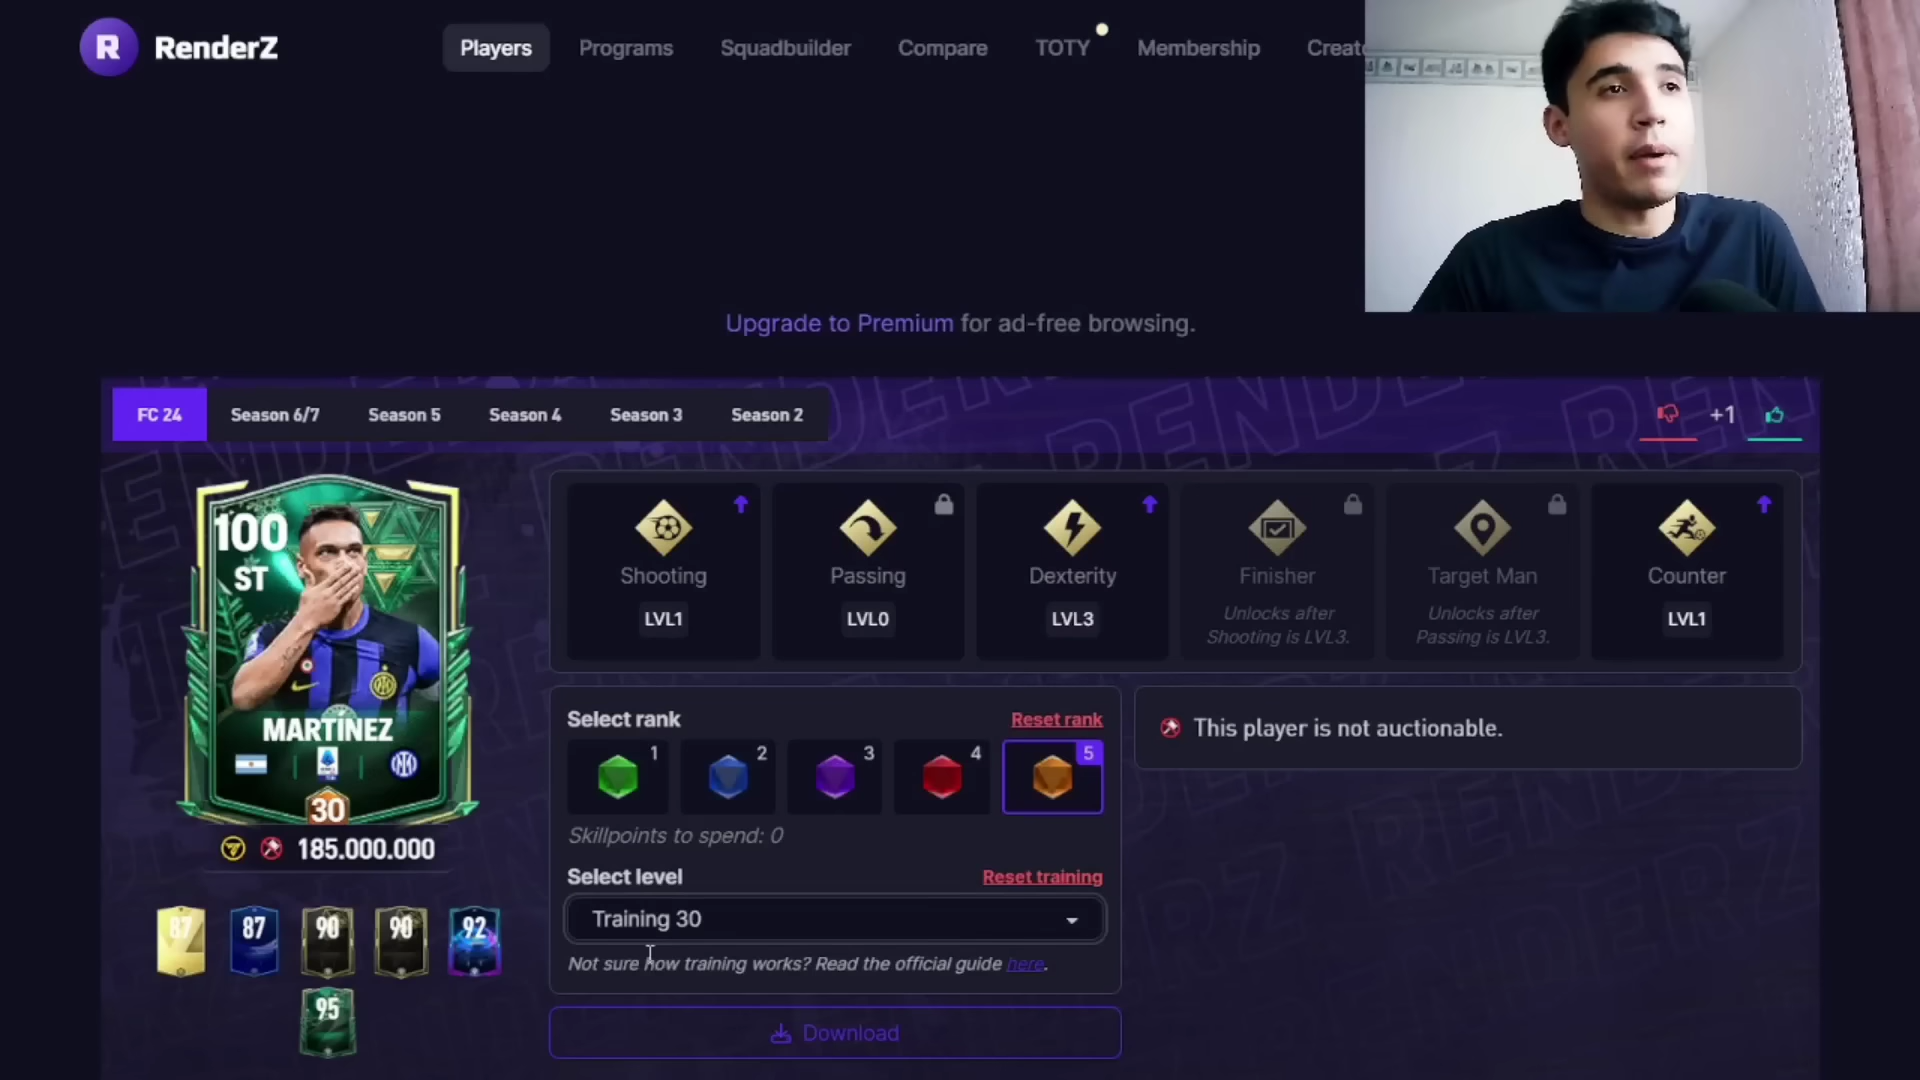 R RenderZ
Players Programs Squadbuilder Compare TOTY Membership Create
Upgrade to Premium for ad-free browsing.
FC 24 Season 6/7 Season 5 Season 4 Season 3 Season 2
+1
100
ST
MARTÍNEZ
30
185.000.000
87 87 90 90 92
95
Shooting Passing Dexterity Finisher Target Man Counter
LVL1 LVL0 LVL3 Unlocks after Shooting is LVL3. Unlocks after Passing is LVL3. LVL1
Select rank Reset rank
1 2 3 4 5
Skillpoints to spend: 0
Select level Reset training
Training 30
Not sure how training works? Read the official guide here.
Download
This player is not auctionable.